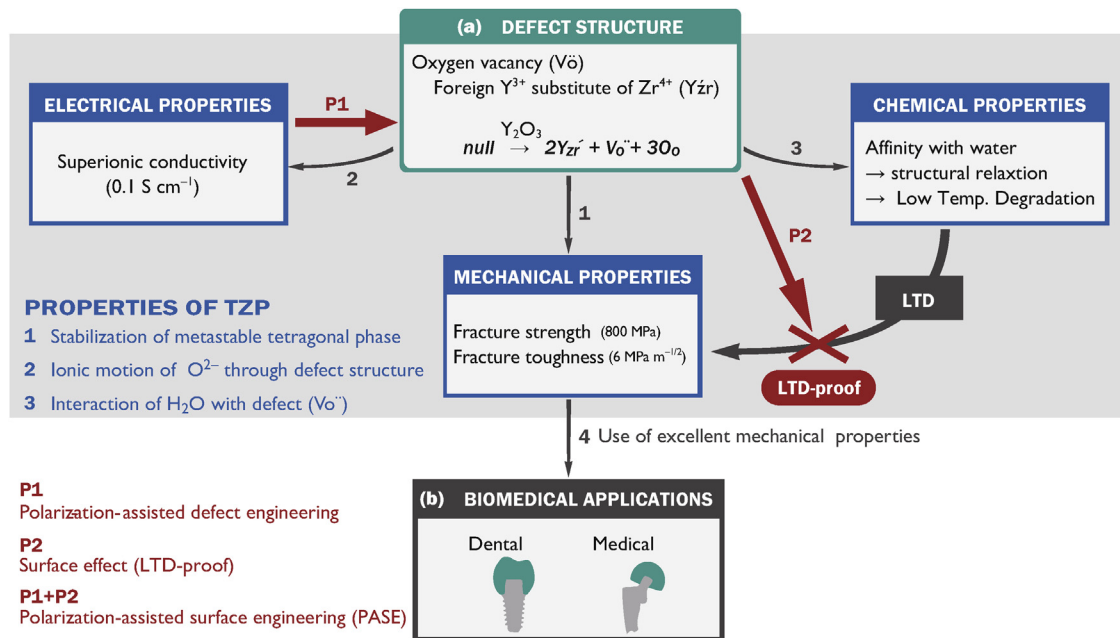 (a) DEFECT STRUCTURE
Oxygen vacancy (Vö)
Foreign Y³⁺ substitute of Zr⁴⁺ (Yźr)
Y₂O₃
null → 2Y_Zr´ + V_O¨ + 3O_O
ELECTRICAL PROPERTIES
Superionic conductivity
(0.1 S cm⁻¹)
P1
2
CHEMICAL PROPERTIES
Affinity with water
→ structural relaxtion
→ Low Temp. Degradation
3
1
P2
LTD
LTD-proof
MECHANICAL PROPERTIES
Fracture strength (800 MPa)
Fracture toughness (6 MPa m⁻¹/²)
PROPERTIES OF TZP
1 Stabilization of metastable tetragonal phase
2 Ionic motion of O²⁻ through defect structure
3 Interaction of H₂O with defect (Vo¨)
4 Use of excellent mechanical properties
P1
Polarization-assisted defect engineering
P2
Surface effect (LTD-proof)
P1+P2
Polarization-assisted surface engineering (PASE)
(b) BIOMEDICAL APPLICATIONS
Dental Medical